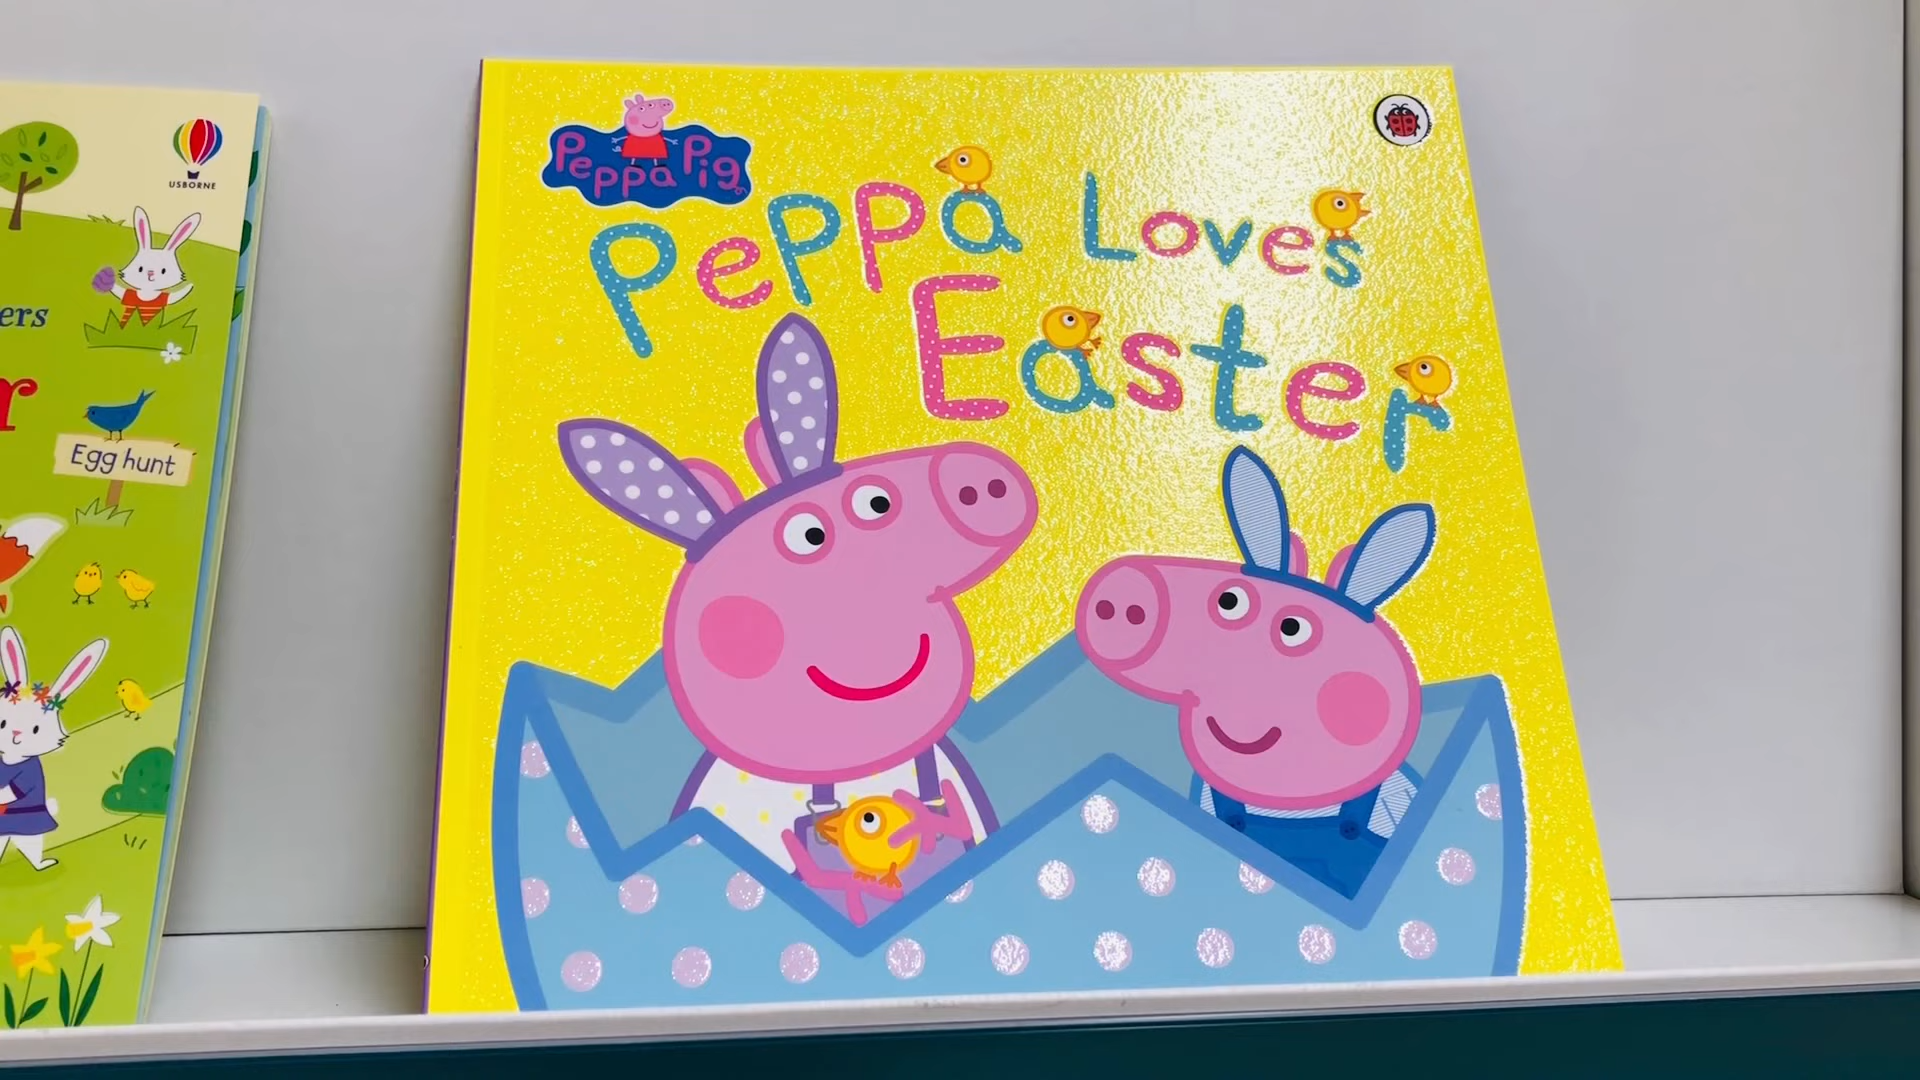 USBORNE
ers
r
Egg hunt
Peppa Pig
Peppa Loves
Easter